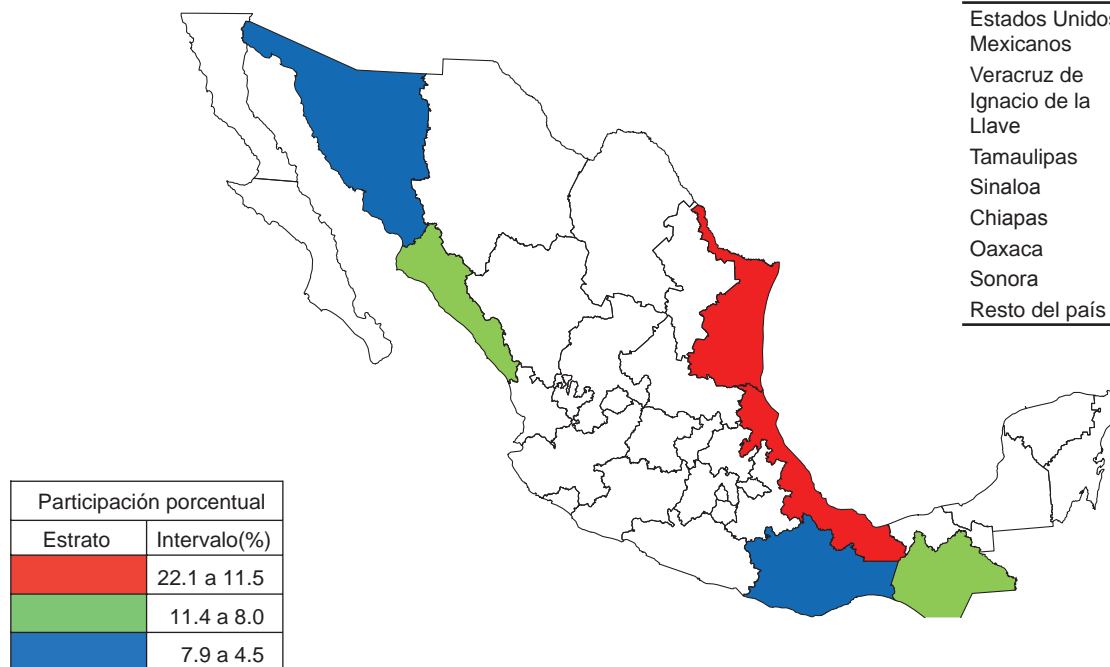 Estados Unidos
Mexicanos
Veracruz de
Ignacio de la
Llave
Tamaulipas
Sinaloa
Chiapas
Oaxaca
Sonora
Resto del país
Participación porcentual
Estrato Intervalo(%)
22.1 a 11.5
11.4 a 8.0
7.9 a 4.5